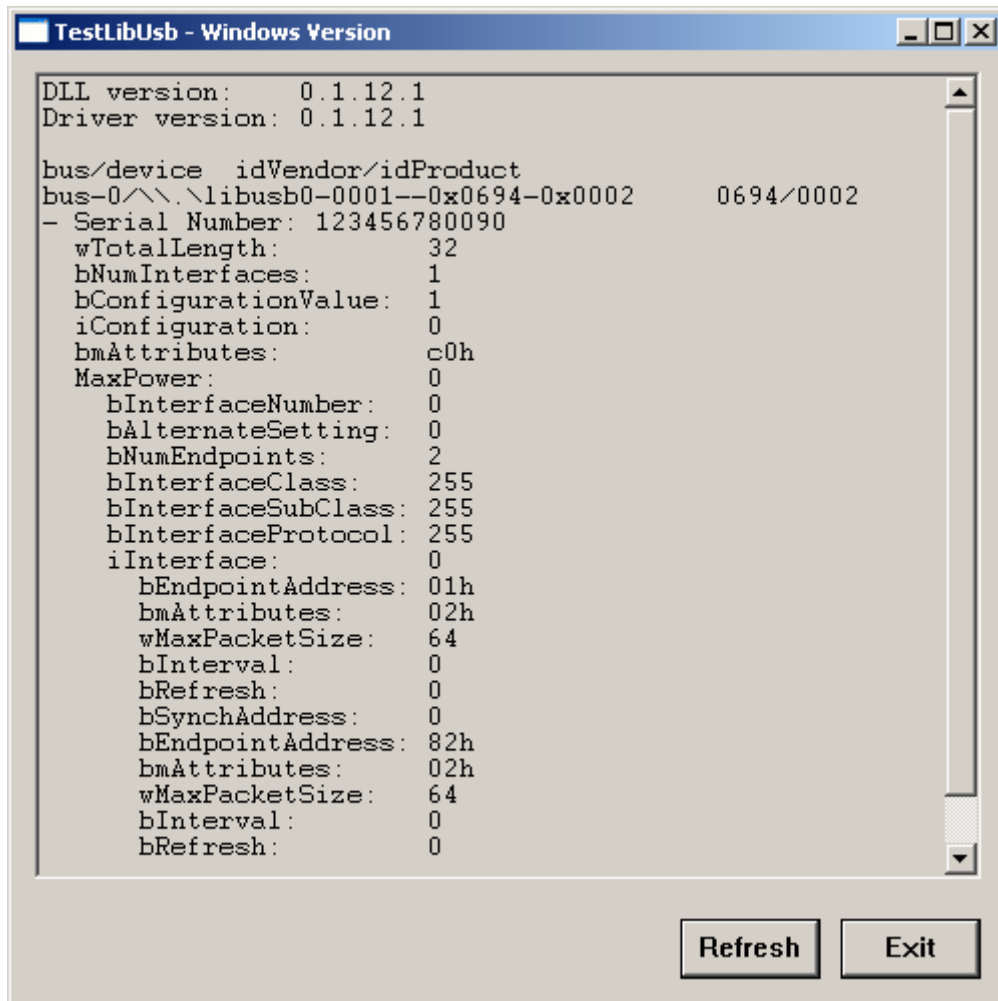 TestLibUsb - Windows Version
DLL version: 0.1.12.1
Driver version: 0.1.12.1
bus/device idVendor/idProduct
bus-0/\\.\libusb0-0001--0x0694-0x0002 0694/0002
- Serial Number: 123456780090
wTotalLength: 32
bNumInterfaces: 1
bConfigurationValue: 1
iConfiguration: 0
bmAttributes: c0h
MaxPower: 0
bInterfaceNumber: 0
bAlternateSetting: 0
bNumEndpoints: 2
bInterfaceClass: 255
bInterfaceSubClass: 255
bInterfaceProtocol: 255
iInterface: 0
bEndpointAddress: 01h
bmAttributes: 02h
wMaxPacketSize: 64
bInterval: 0
bRefresh: 0
bSynchAddress: 0
bEndpointAddress: 82h
bmAttributes: 02h
wMaxPacketSize: 64
bInterval: 0
bRefresh: 0
Refresh Exit